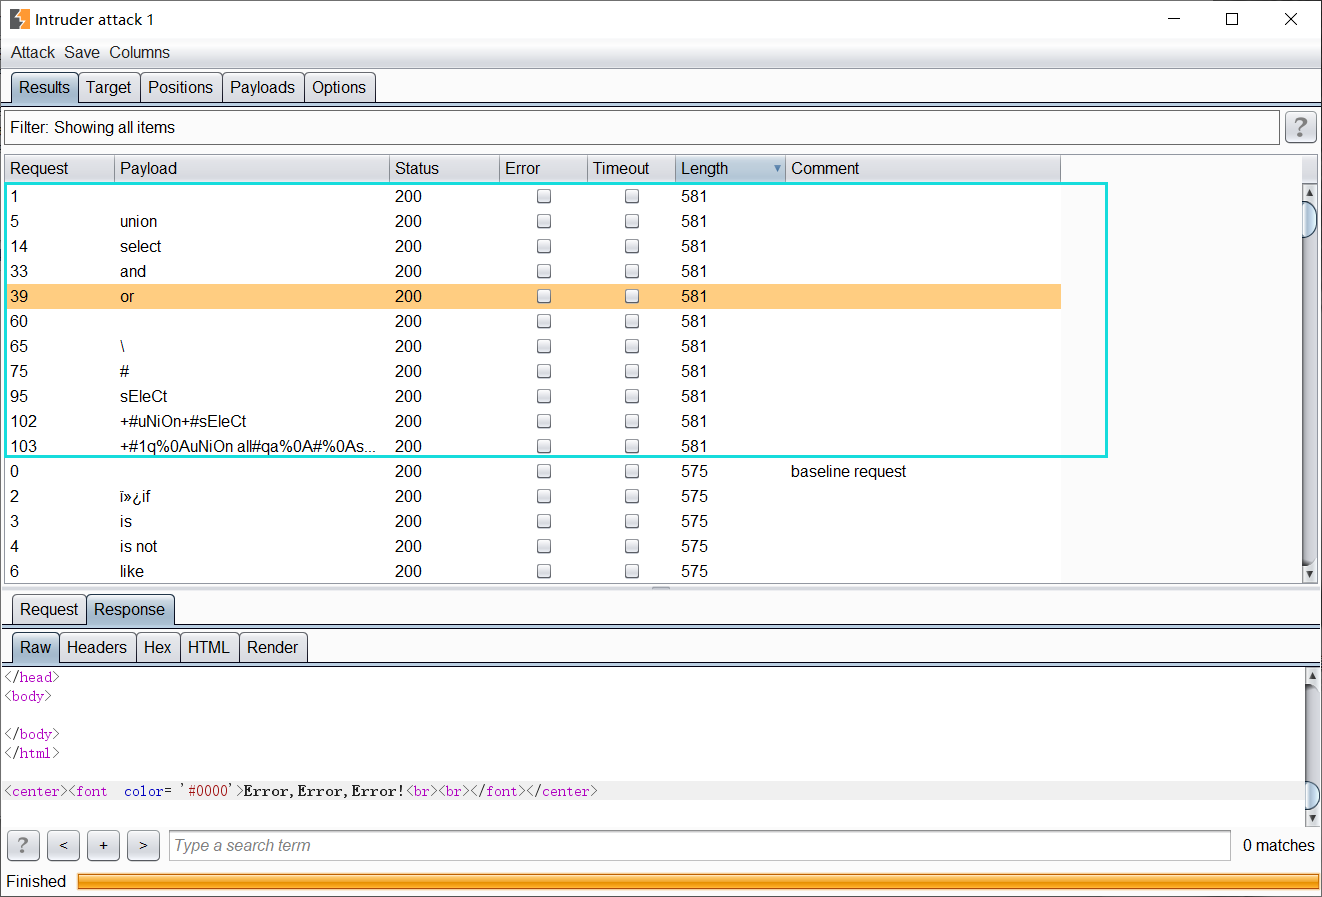 Intruder attack 1
Attack Save Columns
Results Target Positions Payloads Options
Filter: Showing all items ?
Request Payload Status Error Timeout Length Comment
1 200 581
5 union 200 581
14 select 200 581
33 and 200 581
39 or 200 581
60 200 581
65 \ 200 581
75 # 200 581
95 sEleCt 200 581
102 +#uNiOn+#sEleCt 200 581
103 +#1q%0AuNiOn all#qa%0A#%0As... 200 581
0 200 575 baseline request
2 ï»¿if 200 575
3 is 200 575
4 is not 200 575
6 like 200 575
Request Response
Raw Headers Hex HTML Render
</head>
<body>
</body>
</html>
<center><font  color= '#0000'>Error,Error,Error!<br><br></font></center>
? < + > Type a search term 0 matches
Finished